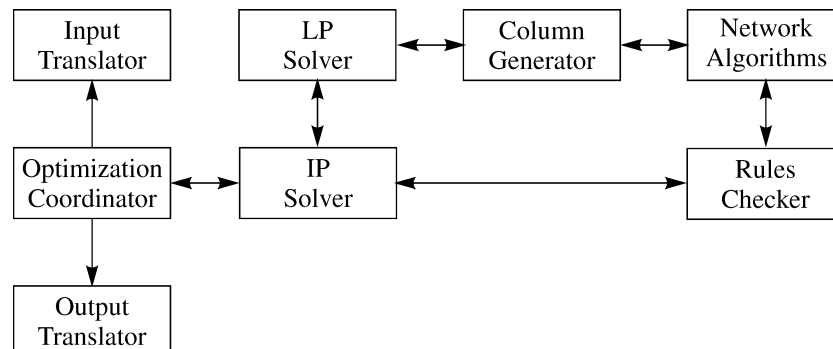 Input
Translator
LP
Solver
Column
Generator
Network
Algorithms
Optimization
Coordinator
IP
Solver
Rules
Checker
Output
Translator